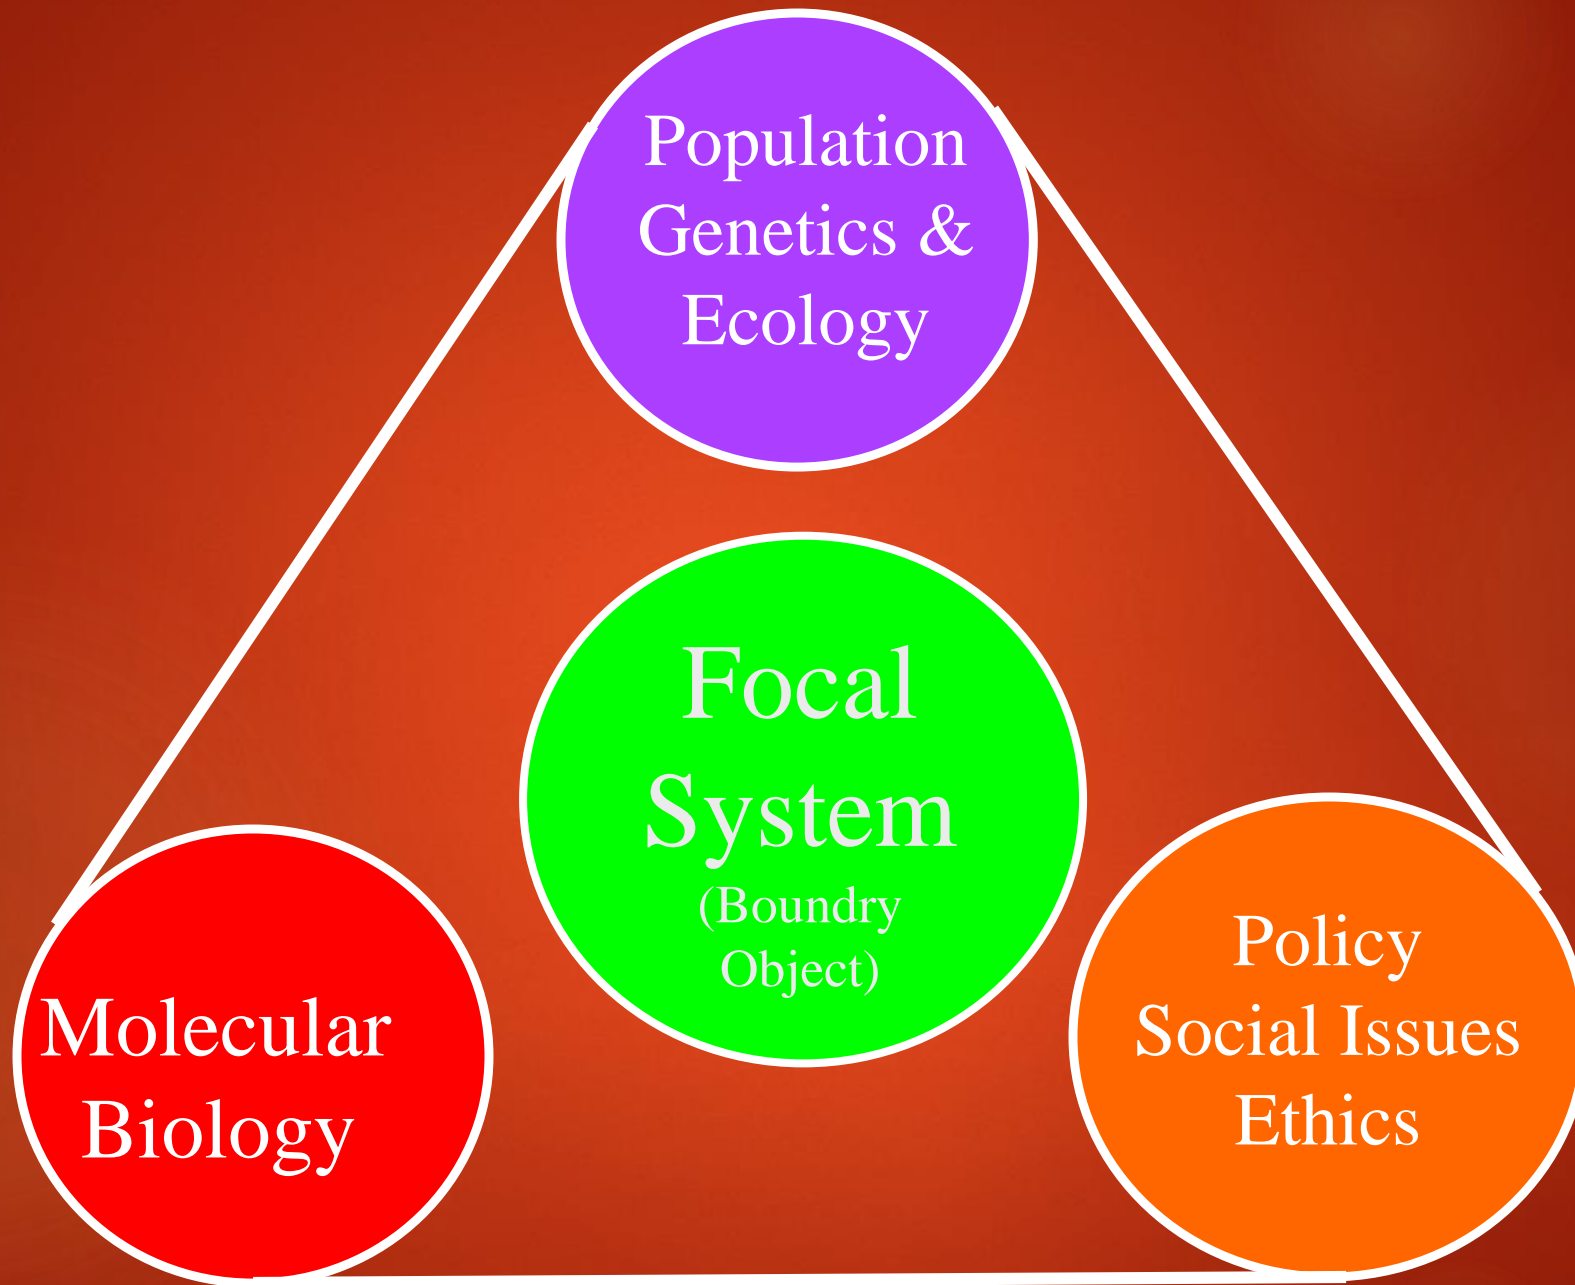 Population
Genetics &
Ecology
Focal
System
(Boundry
Object)
Molecular
Biology
Policy
Social Issues
Ethics